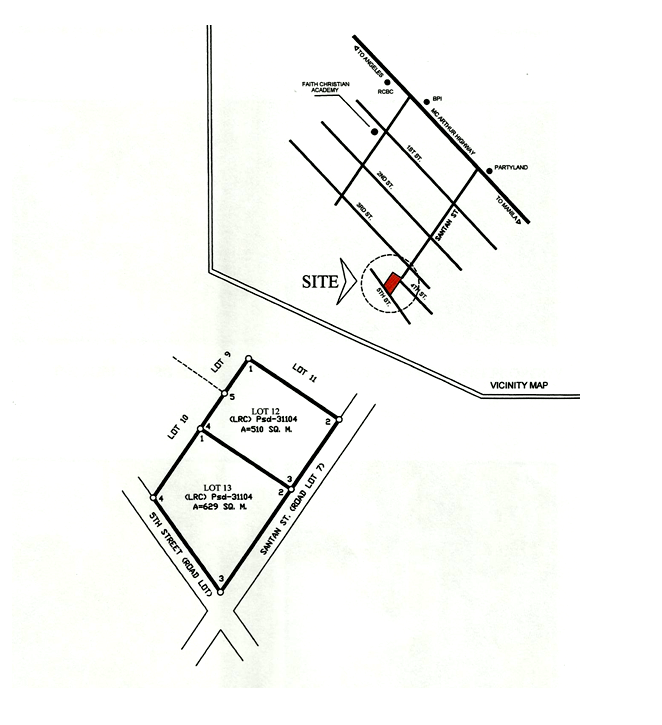 TO ANGELES
FAITH CHRISTIAN
ACADEMY
RCBC
BPI
MC ARTHUR HIGHWAY
1ST ST.
PARTYLAND
2ND ST.
TO MANILA
3RD ST.
SANTAN ST.
SITE
4TH ST.
5TH ST.
VICINITY MAP
LOT 9
1
LOT 11
5
LOT 12
(LRC) Psd-31104
A=510 SQ. M.
2
LOT 10
4
1
3
2
LOT 13
(LRC) Psd-31104
A=629 SQ. M.
4
SANTAN ST. (ROAD LOT 7)
5TH STREET (ROAD LOT)
3